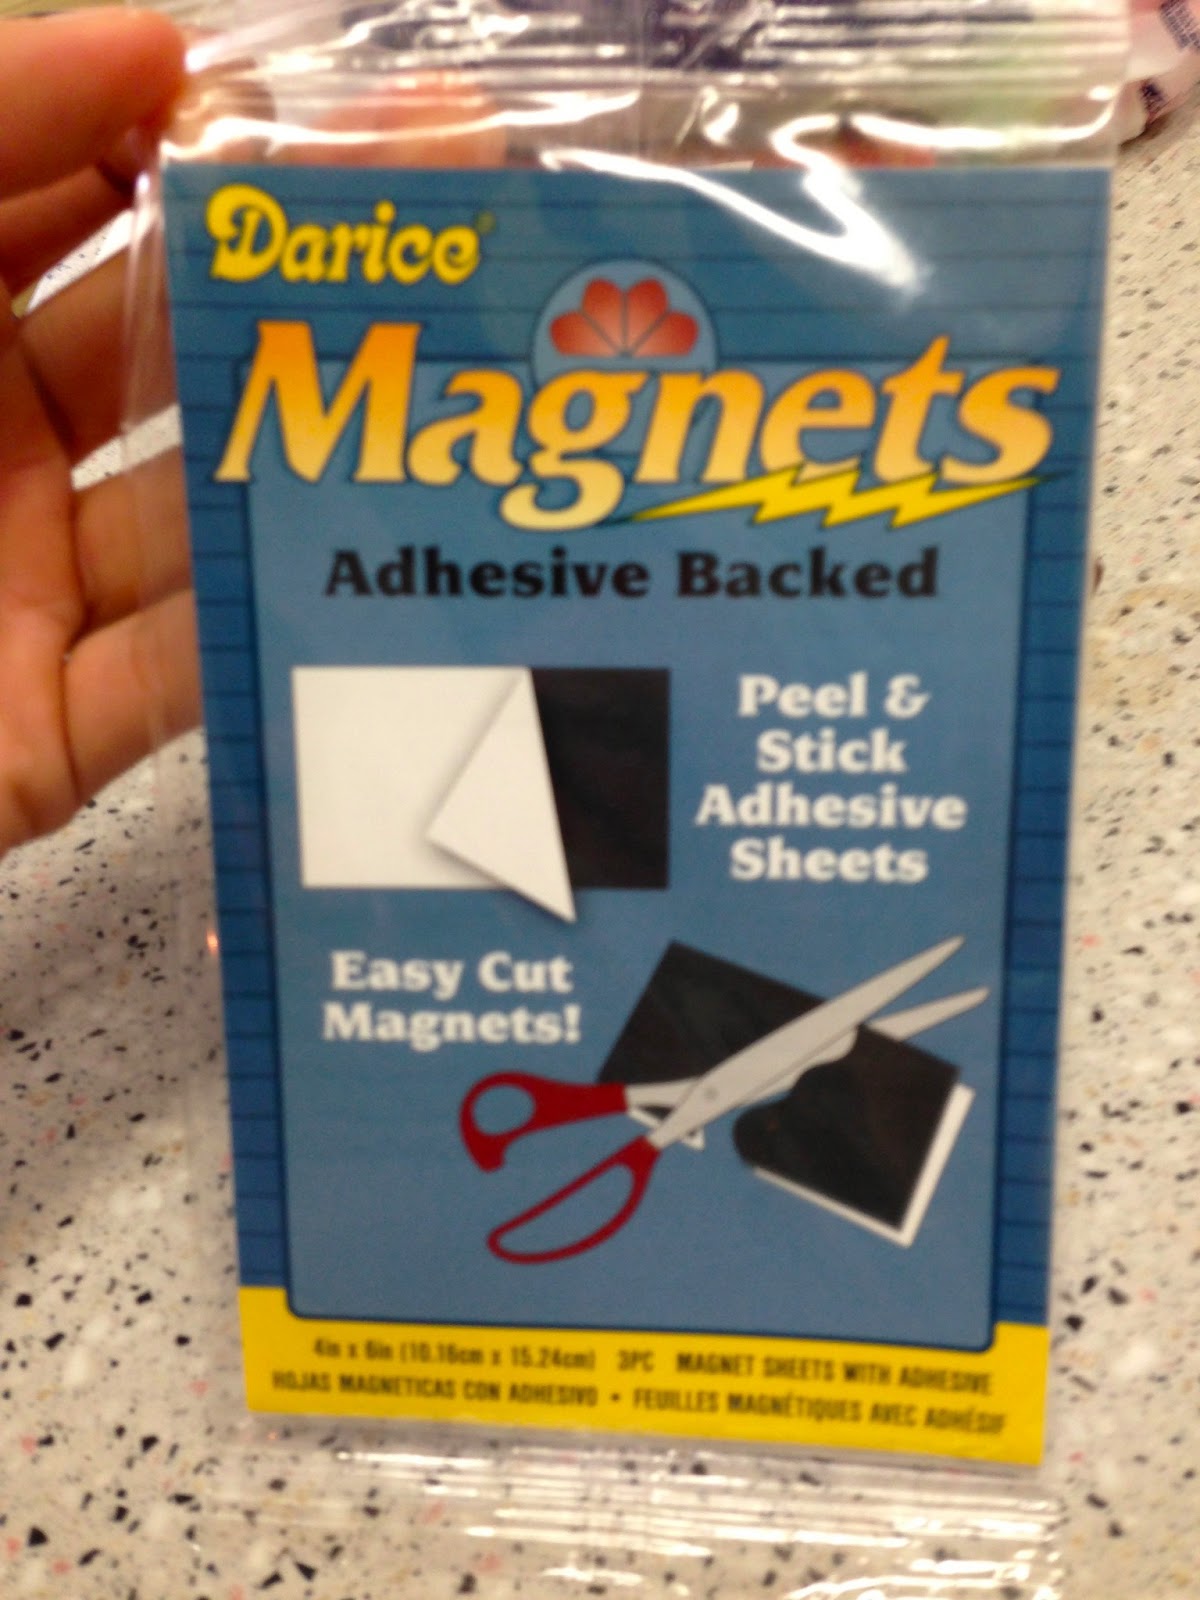 Darice®
Magnets
Adhesive Backed
Peel &
Stick
Adhesive
Sheets
Easy Cut
Magnets!
4in x 6in (10.16cm x 15.24cm) 3PC MAGNET SHEETS WITH ADHESIVE
HOJAS MAGNETICAS CON ADHESIVO • FEUILLES MAGNÉTIQUES AVEC ADHÉSIF